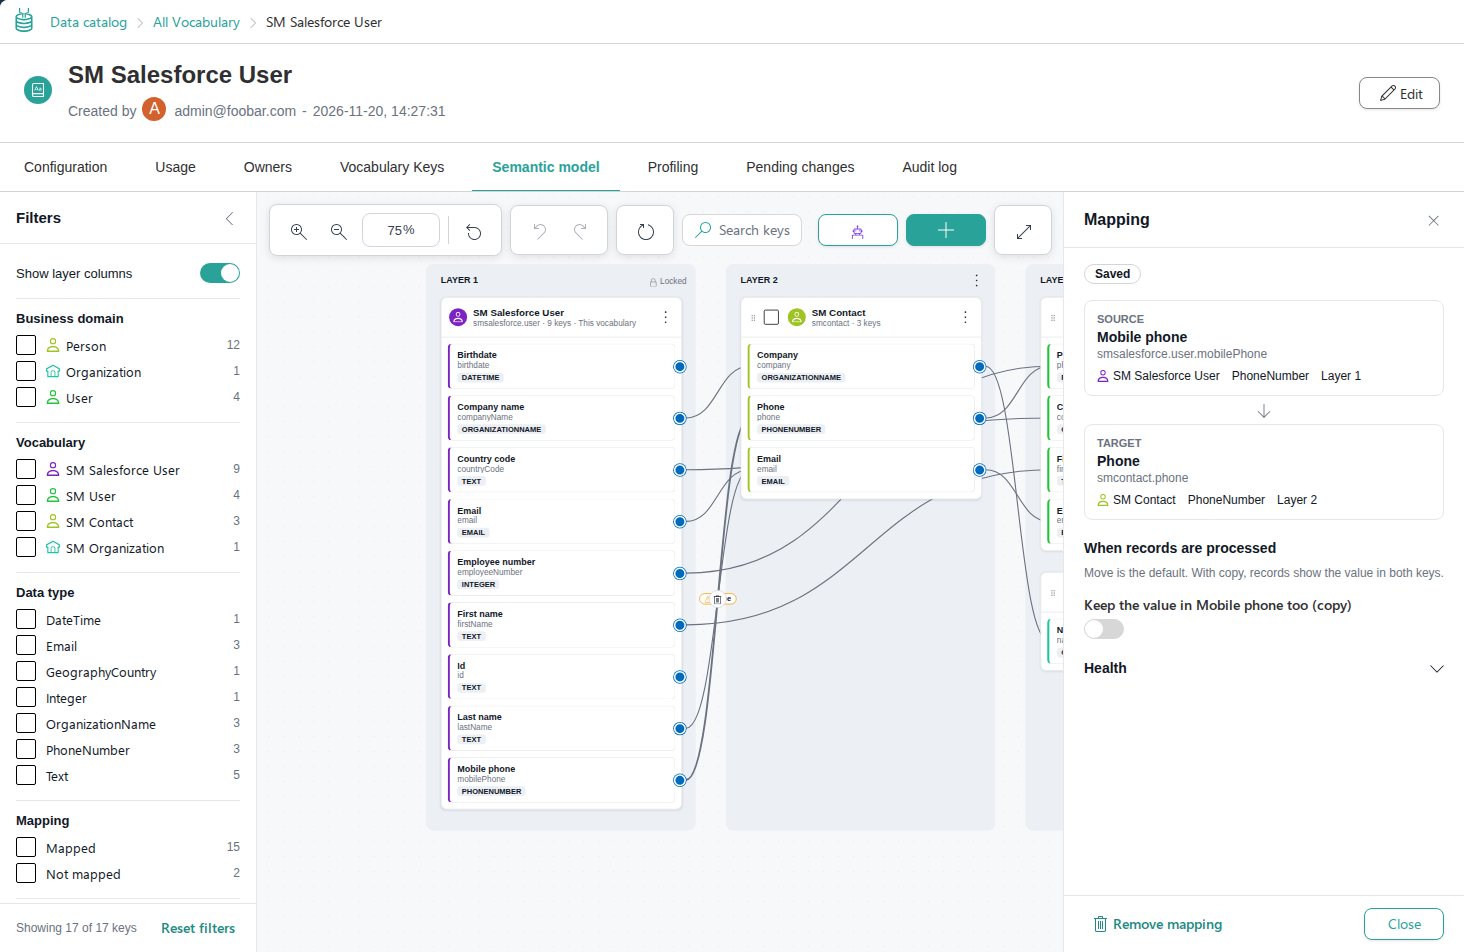 Data catalog > All Vocabulary > SM Salesforce User
SM Salesforce User
Created by A admin@foobar.com - 2026-11-20, 14:27:31
Edit
Configuration Usage Owners Vocabulary Keys Semantic model Profiling Pending changes Audit log
Filters
Show layer columns
Business domain
Person 12
Organization 1
User 4
Vocabulary
SM Salesforce User 9
SM User 4
SM Contact 3
SM Organization 1
Data type
DateTime 1
Email 3
GeographyCountry 1
Integer 1
OrganizationName 3
PhoneNumber 3
Text 5
Mapping
Mapped 15
Not mapped 2
Showing 17 of 17 keys Reset filters
75%
Search keys
LAYER 1 Locked
SM Salesforce User
smsalesforce.user · 9 keys · This vocabulary
Birthdate
birthdate
DATETIME
Company name
companyName
ORGANIZATIONNAME
Country code
countryCode
TEXT
Email
email
EMAIL
Employee number
employeeNumber
INTEGER
First name
firstName
TEXT
Id
id
TEXT
Last name
lastName
TEXT
Mobile phone
mobilePhone
PHONENUMBER
LAYER 2
SM Contact
smcontact · 3 keys
Company
company
ORGANIZATIONNAME
Phone
phone
PHONENUMBER
Email
email
EMAIL
Mapping
Saved
SOURCE
Mobile phone
smsalesforce.user.mobilePhone
SM Salesforce User PhoneNumber Layer 1
TARGET
Phone
smcontact.phone
SM Contact PhoneNumber Layer 2
When records are processed
Move is the default. With copy, records show the value in both keys.
Keep the value in Mobile phone too (copy)
Health
Remove mapping
Close